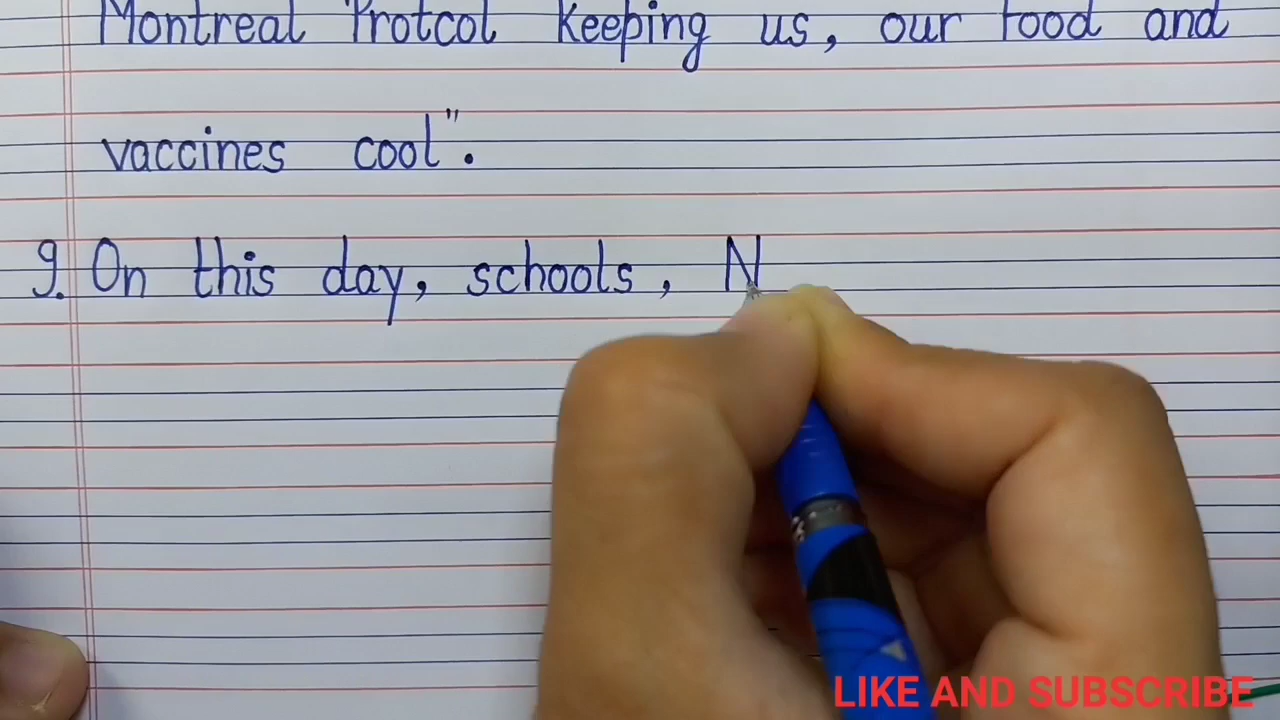 Montreal Protcol keeping us, our food and
vaccines cool".
9. On this day, schools, N
LIKE AND SUBSCRIBE